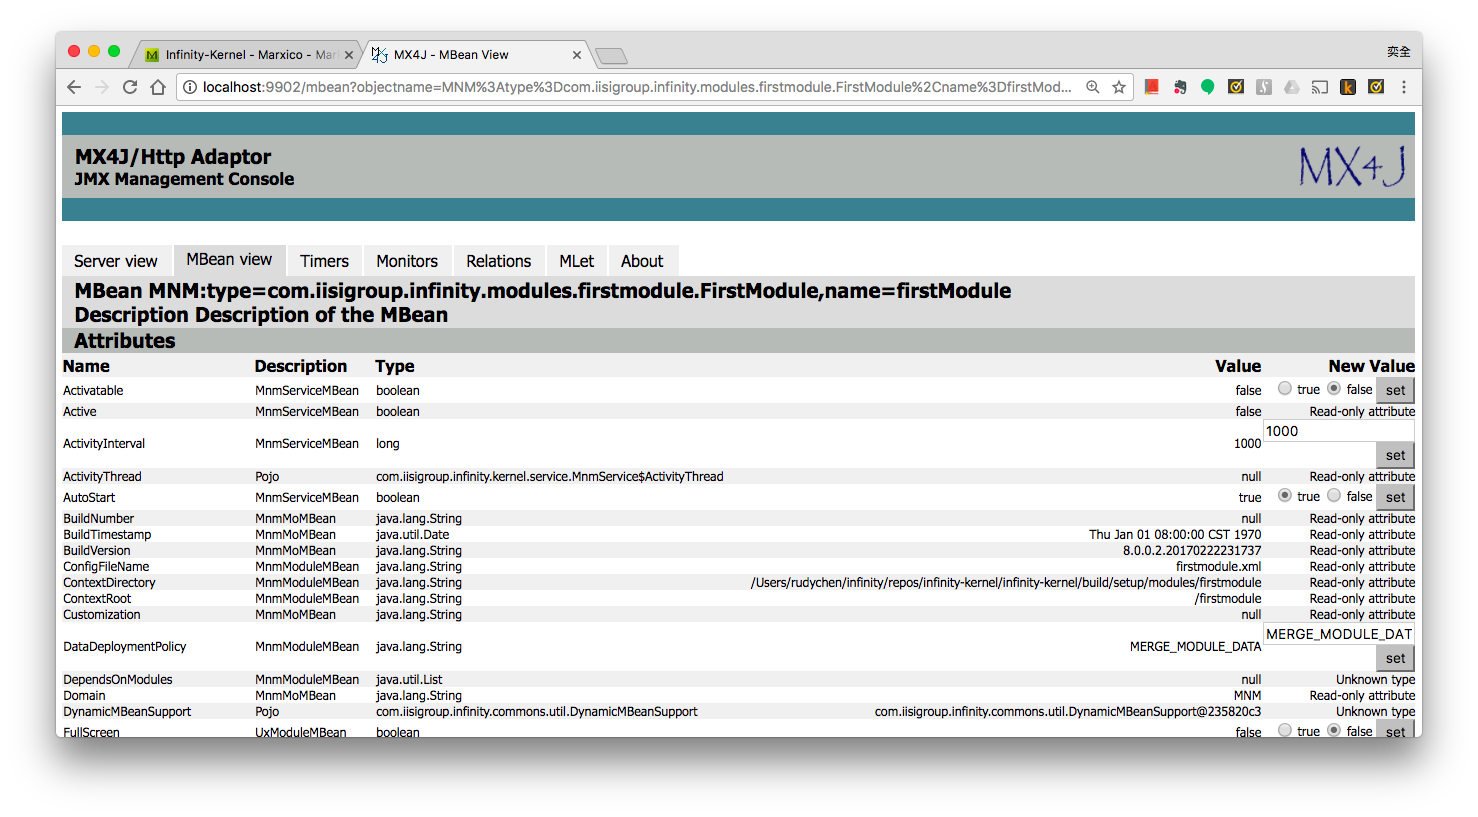 Infinity-Kernel - Marxico - Mar
MX4J - MBean View
奕全
localhost:9902/mbean?objectname=MNM%3Atype%3Dcom.iisigroup.infinity.modules.firstmodule.FirstModule%2Cname%3DfirstMod...
MX4J/Http Adaptor
JMX Management Console
MX4J
Server view MBean view Timers Monitors Relations MLet About
MBean MNM:type=com.iisigroup.infinity.modules.firstmodule.FirstModule,name=firstModule
Description Description of the MBean
Attributes
Name Description Type Value New Value
Activatable MnmServiceMBean boolean false true false set
Active MnmServiceMBean boolean false Read-only attribute
ActivityInterval MnmServiceMBean long 1000 1000 set
ActivityThread Pojo com.iisigroup.infinity.kernel.service.MnmService$ActivityThread null Read-only attribute
AutoStart MnmServiceMBean boolean true true false set
BuildNumber MnmMoMBean java.lang.String null Read-only attribute
BuildTimestamp MnmMoMBean java.util.Date Thu Jan 01 08:00:00 CST 1970 Read-only attribute
BuildVersion MnmMoMBean java.lang.String 8.0.0.2.20170222231737 Read-only attribute
ConfigFileName MnmModuleMBean java.lang.String firstmodule.xml Read-only attribute
ContextDirectory MnmModuleMBean java.lang.String /Users/rudychen/infinity/repos/infinity-kernel/infinity-kernel/build/setup/modules/firstmodule Read-only attribute
ContextRoot MnmModuleMBean java.lang.String /firstmodule Read-only attribute
Customization MnmMoMBean java.lang.String null Read-only attribute
DataDeploymentPolicy MnmModuleMBean java.lang.String MERGE_MODULE_DATA MERGE_MODULE_DAT set
DependsOnModules MnmModuleMBean java.util.List null Unknown type
Domain MnmMoMBean java.lang.String MNM Read-only attribute
DynamicMBeanSupport Pojo com.iisigroup.infinity.commons.util.DynamicMBeanSupport com.iisigroup.infinity.commons.util.DynamicMBeanSupport@235820c3 Unknown type
FullScreen UxModuleMBean boolean false true false set